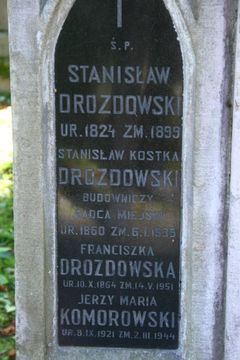 Ś.P.
STANISŁAW
DROZDOWSKI
UR.1824 ZM.1899
STANISŁAW KOSTKA
DROZDOWSKI
BUDOWNICZY
RADCA MIEJSKI
UR.1860 ZM.6.I.1935
FRANCISZKA
DROZDOWSKA
UR.10.X.1864 ZM.14.V.1951
JERZY MARIA
KOMOROWSKI
UR.8.IX.1921 ZM.2.III.1944